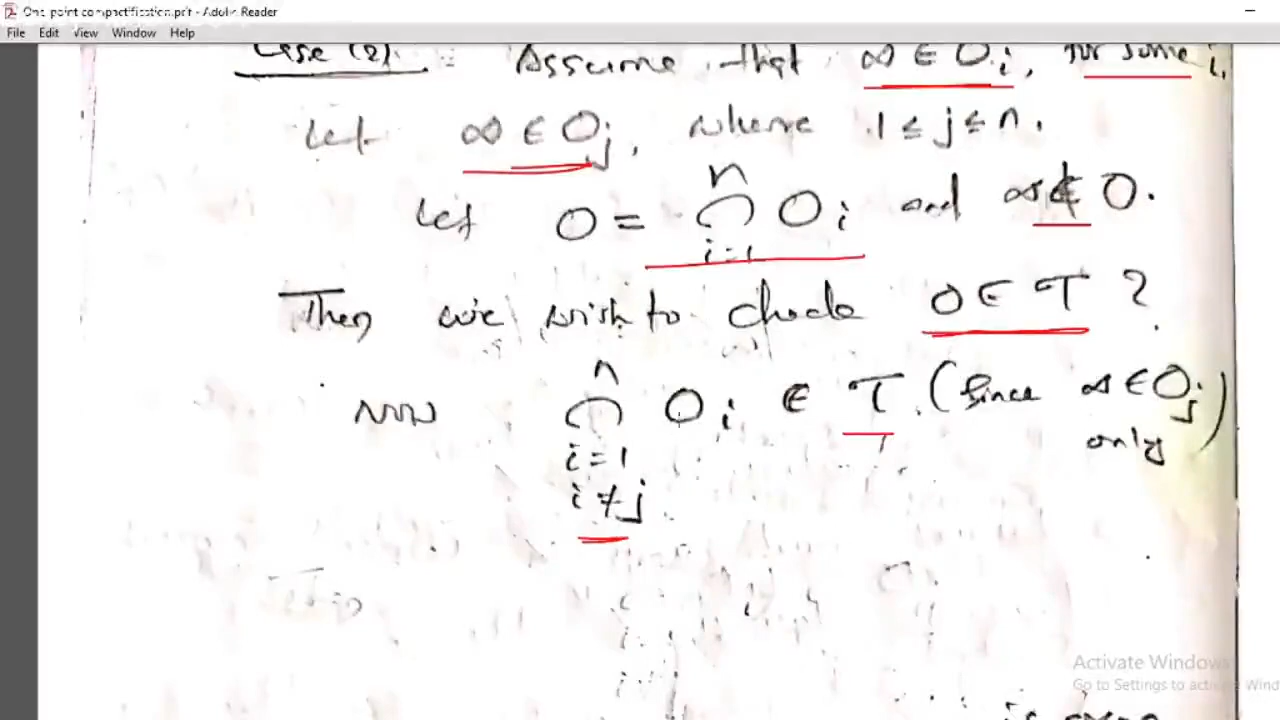 One point compactification.pdf - Adobe Reader
File Edit View Window Help
Case (2). Assume that ∞ ∈ O_i, for some i.
Let ∞ ∈ O_j, where 1 ≤ j ≤ n.
Let O = ∩_{i=1}^{n} O_i and ∞ ∉ O.
Then we wish to check O ∈ T ?
now ∩_{i=1, i≠j}^{n} O_i ∈ T. (Since ∞ ∈ O_j only)
Activate Windows
Go to Settings to activate Wind